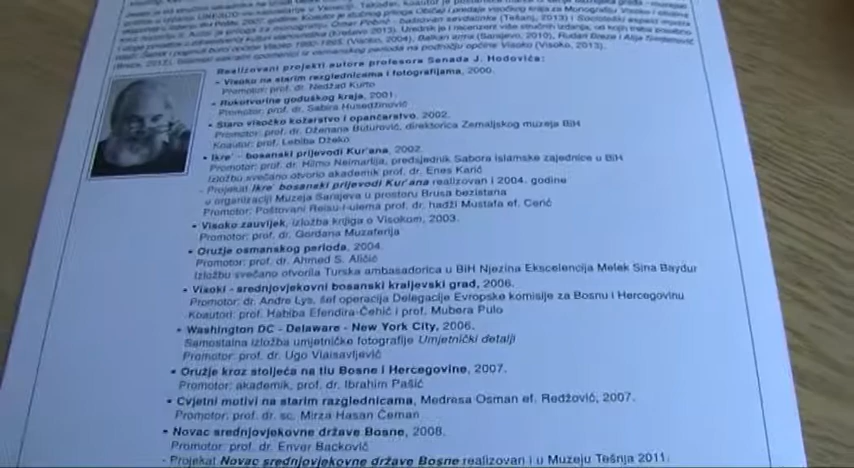 Realizovani projekti autora profesora Senada J. Hodovića:
• Visoko na starim razglednicama i fotografijama, 2000.
Promotor: prof. dr. Nedžad Kurto
• Rukotvorine goduškog kraja, 2001.
Promotor: prof. dr. Sabira Husedžinović
• Staro visočko kožarstvo i opančarstvo, 2002.
Promotor: prof. dr. Dženana Buturović, direktorica Zemaljskog muzeja BiH
Koautor: prof. Lebiba Džeko
• Ikre' - bosanski prijevodi Kur'ana, 2002.
Promotor: prof. dr. Hilmo Neimarlija, predsjednik Sabora Islamske zajednice u BiH
Izložbu svečano otvorio akademik prof. dr. Enes Karić
- Projekat Ikre' bosanski prijevodi Kur'ana realizovan i 2004. godine
u organizaciji Muzeja Sarajeva u prostoru Brusa bezistana
Promotor: Poštovani Reisu-l-ulema prof. dr. hadži Mustafa ef. Cerić
• Visoko zauvijek, izložba knjiga o Visokom, 2003.
Promotor: prof. dr. Gordana Muzaferija
• Oružje osmanskog perioda, 2004.
Promotor: prof. dr. Ahmed S. Aličić
Izložbu svečano otvorila Turska ambasadorica u BiH Njezina Ekselencija Melek Sina Baydur
• Visoki - srednjovjekovni bosanski kraljevski grad, 2006.
Promotor: dr. Andre Lys, šef operacija Delegacije Evropske komisije za Bosnu i Hercegovinu
Koautori: prof. Habiba Efendira-Čehić i prof. Mubera Pulo
• Washington DC - Delaware - New York City, 2006.
Samostalna izložba umjetničke fotografije Umjetnički detalji
Promotor: prof. dr. Ugo Vlaisavljević
• Oružje kroz stoljeća na tlu Bosne i Hercegovine, 2007.
Promotor: akademik, prof. dr. Ibrahim Pašić
• Cvjetni motivi na starim razglednicama, Medresa Osman ef. Redžović, 2007.
Promotor: prof. dr. sc. Mirza Hasan Ćeman
• Novac srednjovjekovne države Bosne, 2008.
Promotor: prof. dr. Enver Backović
- Projekat Novac srednjovjekovne države Bosne realizovan i u Muzeju Tešnja 2011.